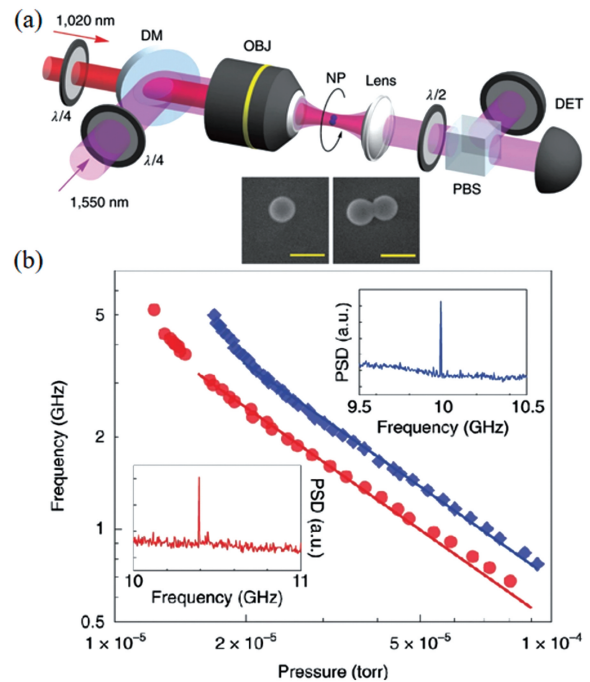 (a)
1,020 nm
DM
OBJ
NP
Lens
λ/2
DET
λ/4
λ/4
PBS
1,550 nm
(b)
Frequency (GHz)
5
2
1
0.5
PSD (a.u.)
9.5
10
10.5
Frequency (GHz)
PSD (a.u.)
10
11
Frequency (GHz)
1 × 10⁻⁵
2 × 10⁻⁵
5 × 10⁻⁵
1 × 10⁻⁴
Pressure (torr)